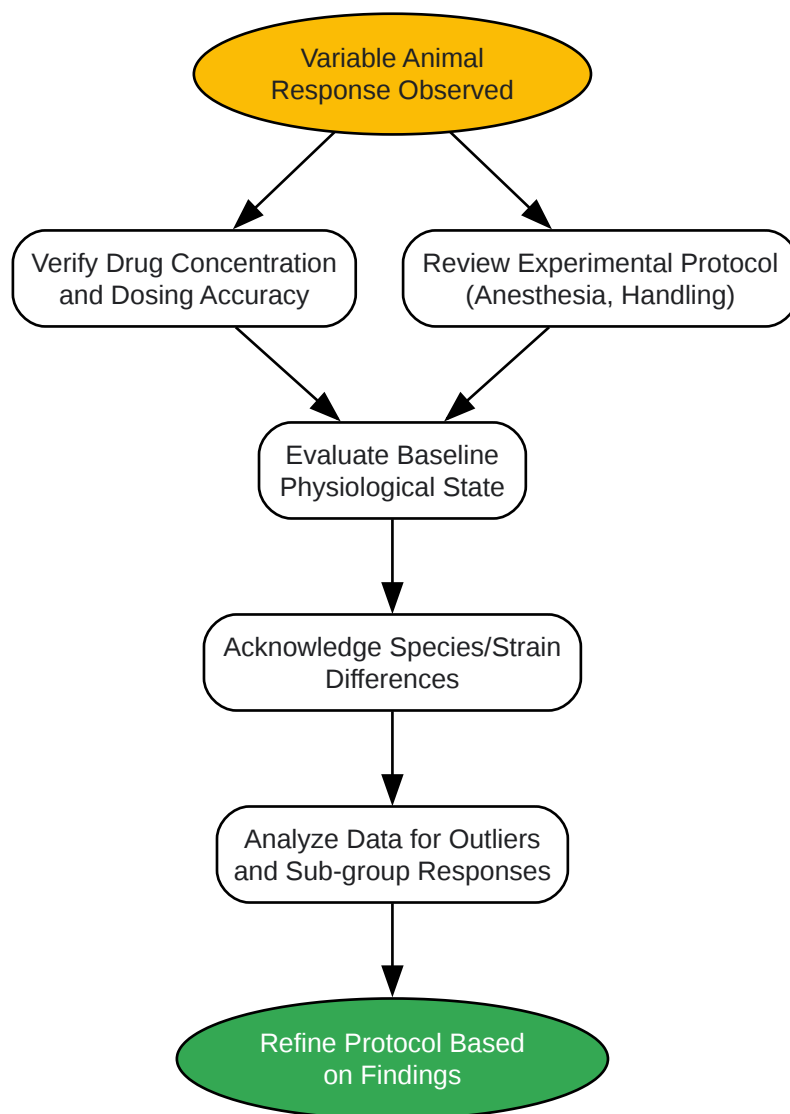 Variable Animal
Response Observed
Verify Drug Concentration
and Dosing Accuracy
Review Experimental Protocol
(Anesthesia, Handling)
Evaluate Baseline
Physiological State
Acknowledge Species/Strain
Differences
Analyze Data for Outliers
and Sub-group Responses
Refine Protocol Based
on Findings